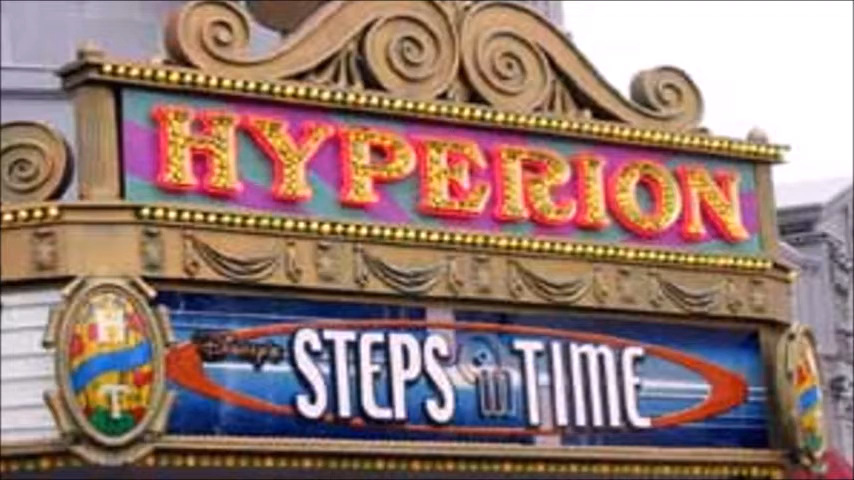 HYPERION
Disney's
STEPS in TIME
H
T